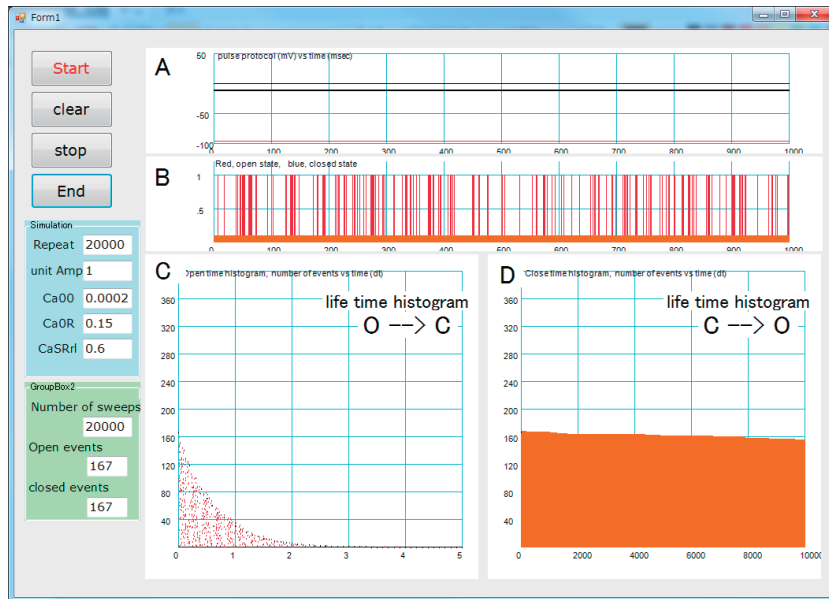 Form1
Start
clear
stop
End
Simulation
Repeat 20000
unit Amp 1
Ca00 0.0002
Ca0R 0.15
CaSRrl 0.6
GroupBox2
Number of sweeps
20000
Open events
167
closed events
167
A
pulse protocol (mV) vs time (msec)
50
-50
-100
0 100 200 300 400 500 600 700 800 900 1000
B
Red, open state, blue, closed state
1
.5
0 100 200 300 400 500 600 700 800 900 1000
C
Open time histogram, number of events vs time (dt)
life time histogram
O --> C
360
320
280
240
200
160
120
80
40
0 1 2 3 4 5
D
Close time histogram, number of events vs time (dt)
life time histogram
C --> O
360
320
280
240
200
160
120
80
40
0 2000 4000 6000 8000 10000